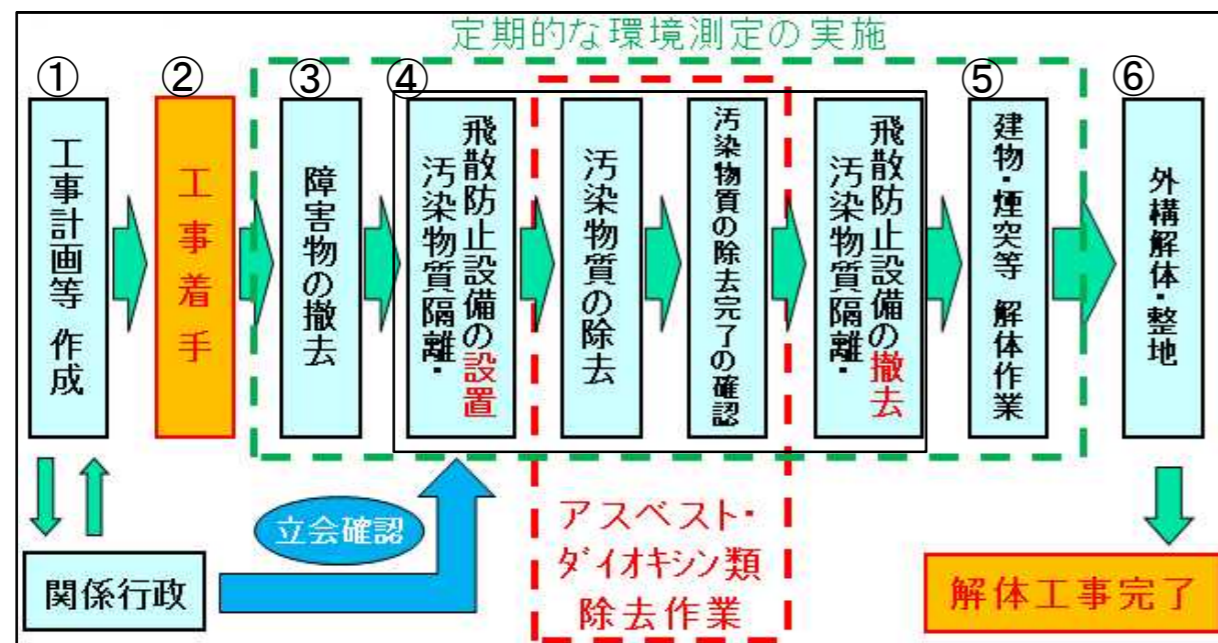 定期的な環境測定の実施
①
②
③
④
⑤
⑥
工事計画等 作成
工事着手
障害物の撤去
汚染物質隔離・
飛散防止設備の設置
汚染物質の除去
汚染物質の除去完了の確認
汚染物質隔離・
飛散防止設備の撤去
建物・煙突等 解体作業
外構解体・整地
立会確認
関係行政
アスベスト・
ダイオキシン類
除去作業
解体工事完了